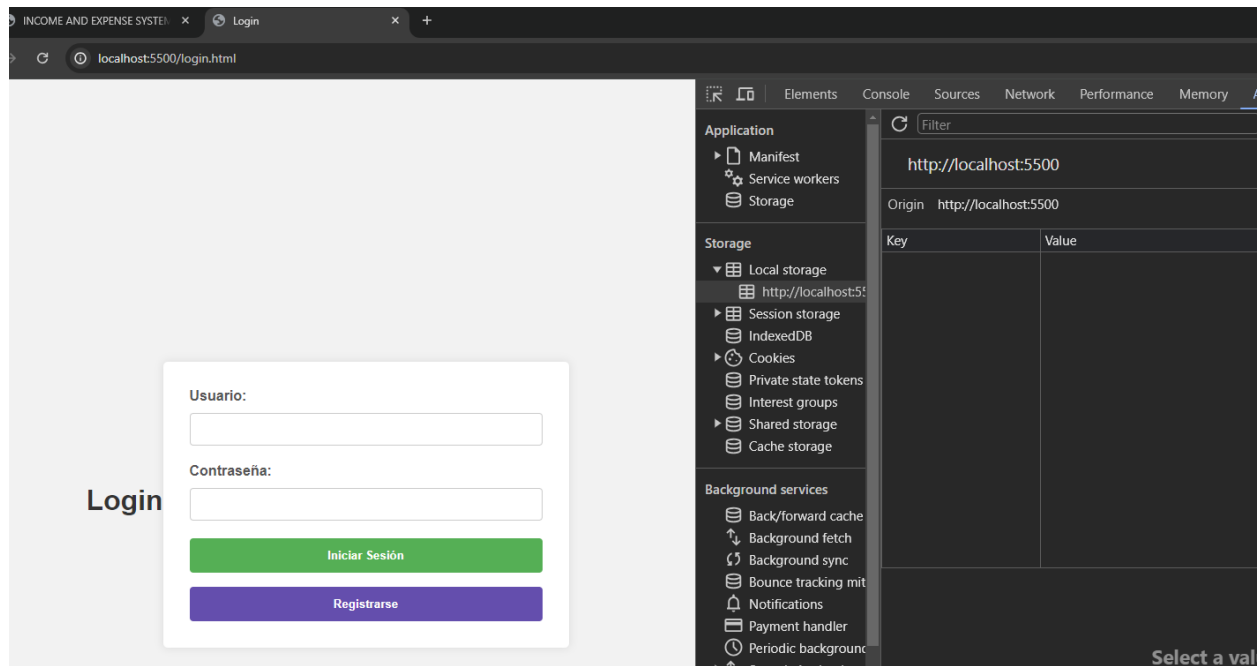 INCOME AND EXPENSE SYSTEM
Login
localhost:5500/login.html
Elements Console Sources Network Performance Memory
Application
Manifest
Service workers
Storage
Filter
http://localhost:5500
Origin http://localhost:5500
Key Value
Storage
Local storage
http://localhost:55
Session storage
IndexedDB
Cookies
Private state tokens
Interest groups
Shared storage
Cache storage
Background services
Back/forward cache
Background fetch
Background sync
Bounce tracking mit
Notifications
Payment handler
Periodic background
Select a val
Login
Usuario:
Contraseña:
Iniciar Sesión
Registrarse